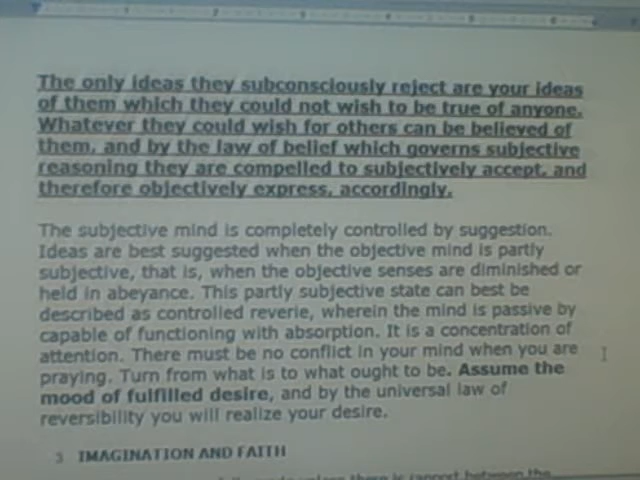 The only ideas they subconsciously reject are your ideas
of them which they could not wish to be true of anyone.
Whatever they could wish for others can be believed of
them, and by the law of belief which governs subjective
reasoning they are compelled to subjectively accept, and
therefore objectively express, accordingly.
The subjective mind is completely controlled by suggestion.
Ideas are best suggested when the objective mind is partly
subjective, that is, when the objective senses are diminished or
held in abeyance. This partly subjective state can best be
described as controlled reverie, wherein the mind is passive by
capable of functioning with absorption. It is a concentration of
attention. There must be no conflict in your mind when you are
praying. Turn from what is to what ought to be. Assume the
mood of fulfilled desire, and by the universal law of
reversibility you will realize your desire.
3 IMAGINATION AND FAITH
there is rapport between the